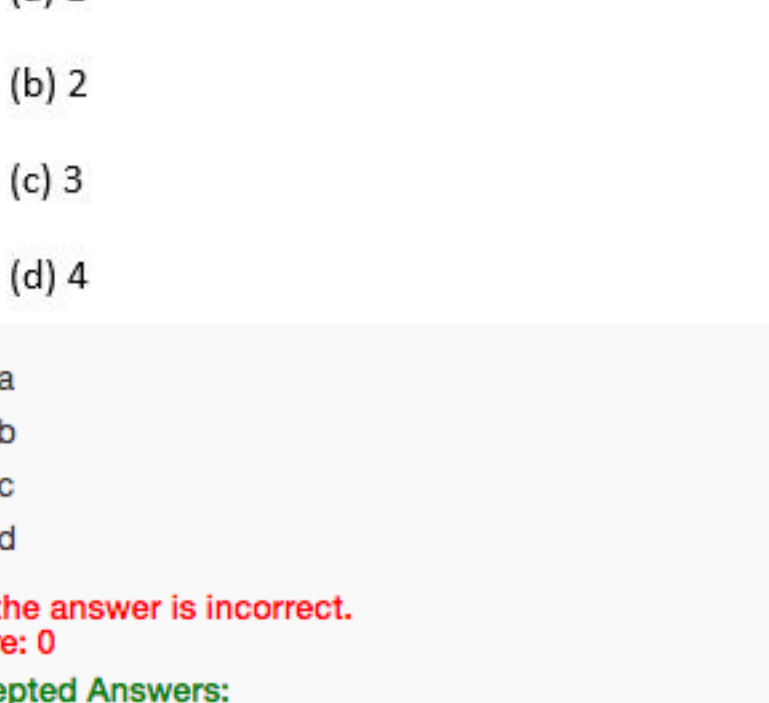 (b) 2
(c) 3
(d) 4
a
b
c
d
the answer is incorrect.
e: 0
epted Answers: